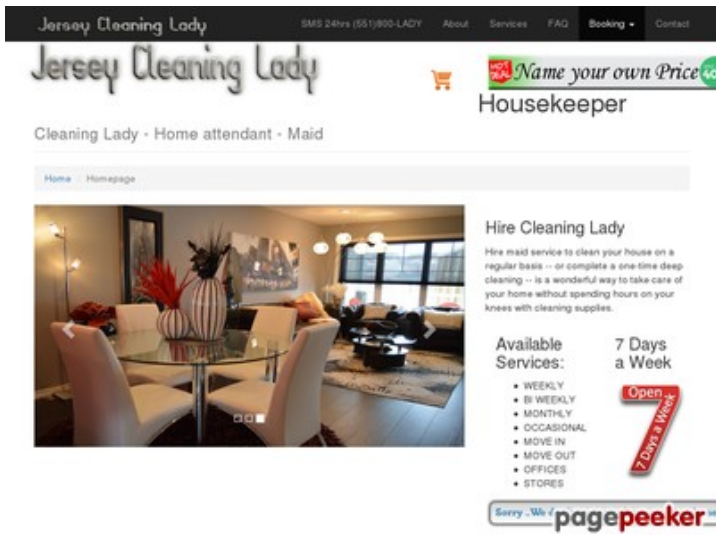 Jersey Cleaning Lady
SMS 24hrs (551)800-LADY About Services FAQ Booking Contact
Jersey Cleaning Lady
HOT DEAL Name your own Price
Housekeeper
Cleaning Lady - Home attendant - Maid
Home / Homepage
Hire Cleaning Lady
Hire maid service to clean your house on a
regular basis -- or complete a one-time deep
cleaning -- is a wonderful way to take care of
your home without spending hours on your
knees with cleaning supplies.
Available
Services:
WEEKLY
BI WEEKLY
MONTHLY
OCCASIONAL
MOVE IN
MOVE OUT
OFFICES
STORES
7 Days
a Week
Open
7 Days a Week
Sorry .. We
pagepeeker